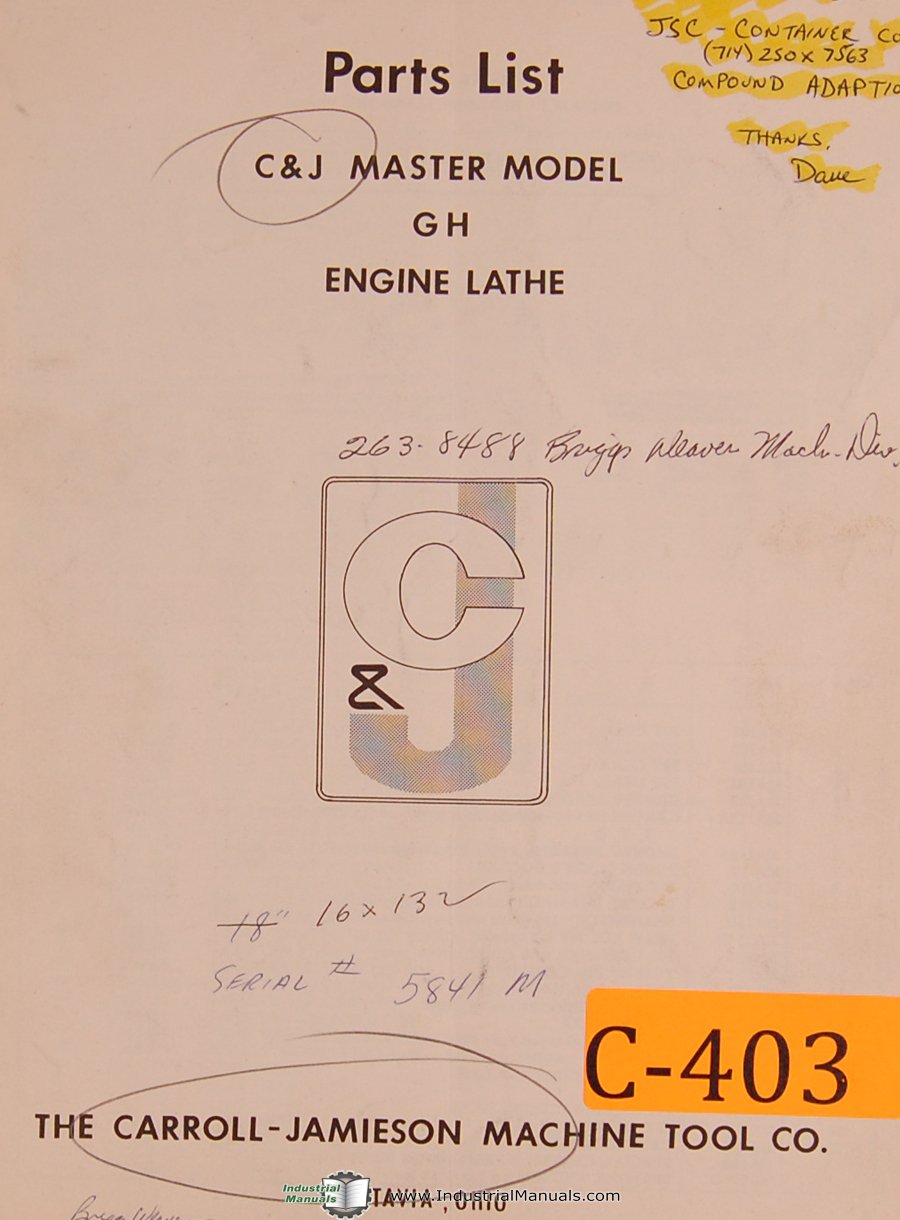 JSC - CONTAINER CO
(714) 250 x 7563
COMPOUND ADAPTIO
THANKS,
Dave
Parts List
C&J MASTER MODEL
GH
ENGINE LATHE
263-8488 Briggs Weaver Mach. Div.
C
&
J
18" 16 x 132
SERIAL # 5841 M
C-403
THE CARROLL-JAMIESON MACHINE TOOL CO.
TAVIA, OHIO
Industrial
Manuals
www.IndustrialManuals.com